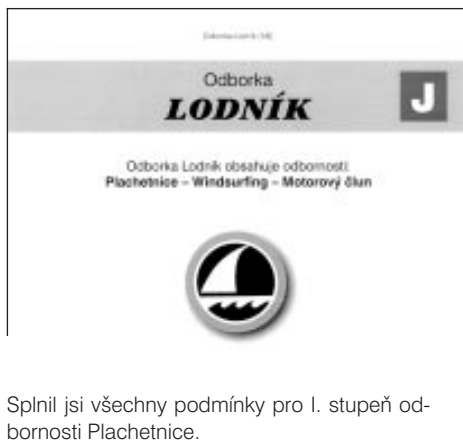 Odborka
LODNÍK
J
Odborka Lodník obsahuje odbornosti:
Plachetnice – Windsurfing – Motorový člun
Splnil jsi všechny podmínky pro I. stupeň od-
bornosti Plachetnice.